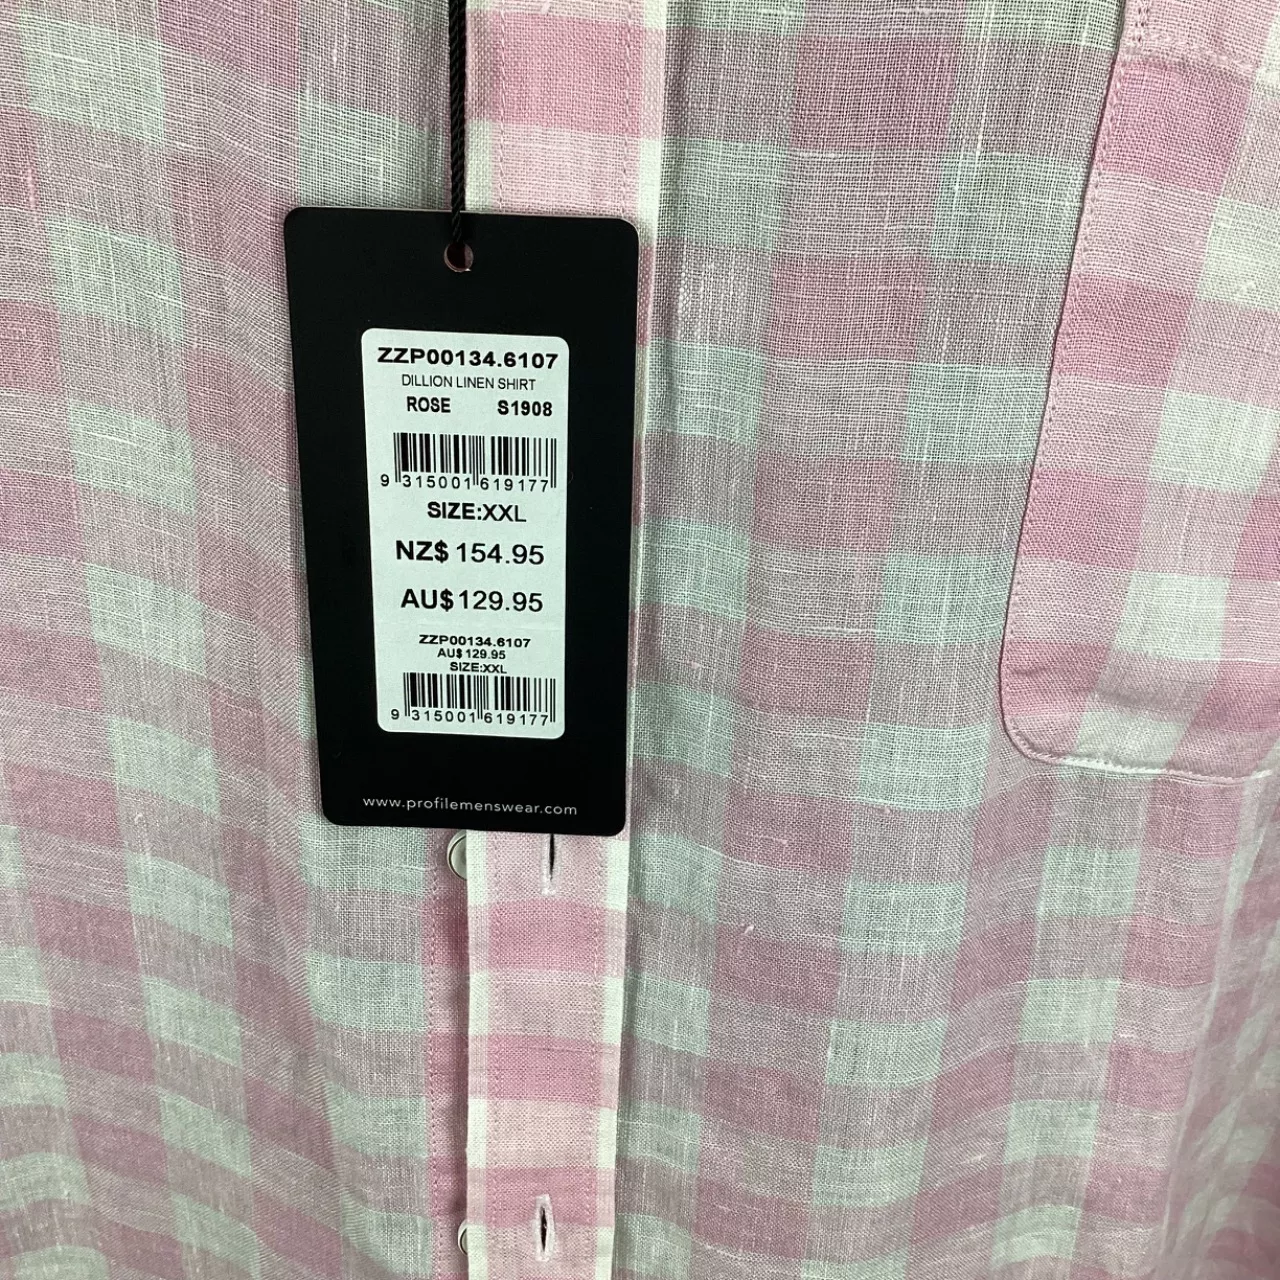 ZZP00134.6107
DILLION LINEN SHIRT
ROSE S1908
9 315001 619177
SIZE:XXL
NZ$ 154.95
AU$ 129.95
ZZP00134.6107
AU$ 129.95
SIZE:XXL
9 315001 619177
www.profilemenswear.com